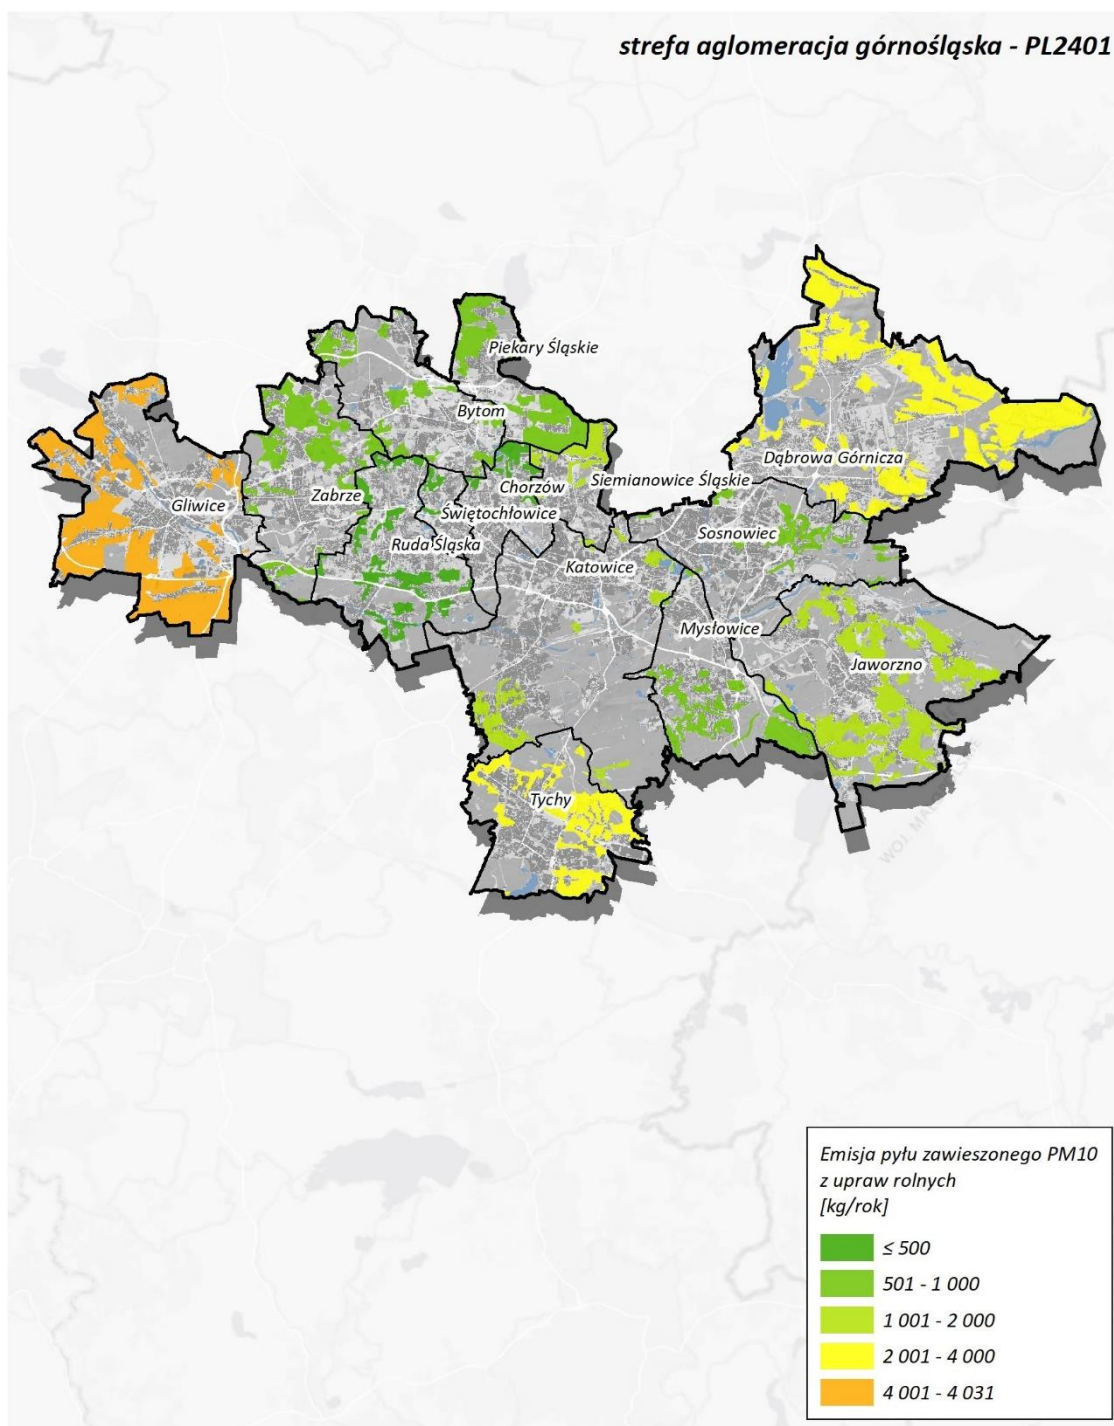 strefa aglomeracja górnośląska - PL2401
Piekary Śląskie
Bytom
Dąbrowa Górnicza
Siemianowice Śląskie
Chorzów
Zabrze
Gliwice
Świętochłowice
Sosnowiec
Ruda Śląska
Katowice
Mysłowice
Jaworzno
Tychy
Emisja pyłu zawieszonego PM10
z upraw rolnych
[kg/rok]
≤ 500
501 - 1 000
1 001 - 2 000
2 001 - 4 000
4 001 - 4 031